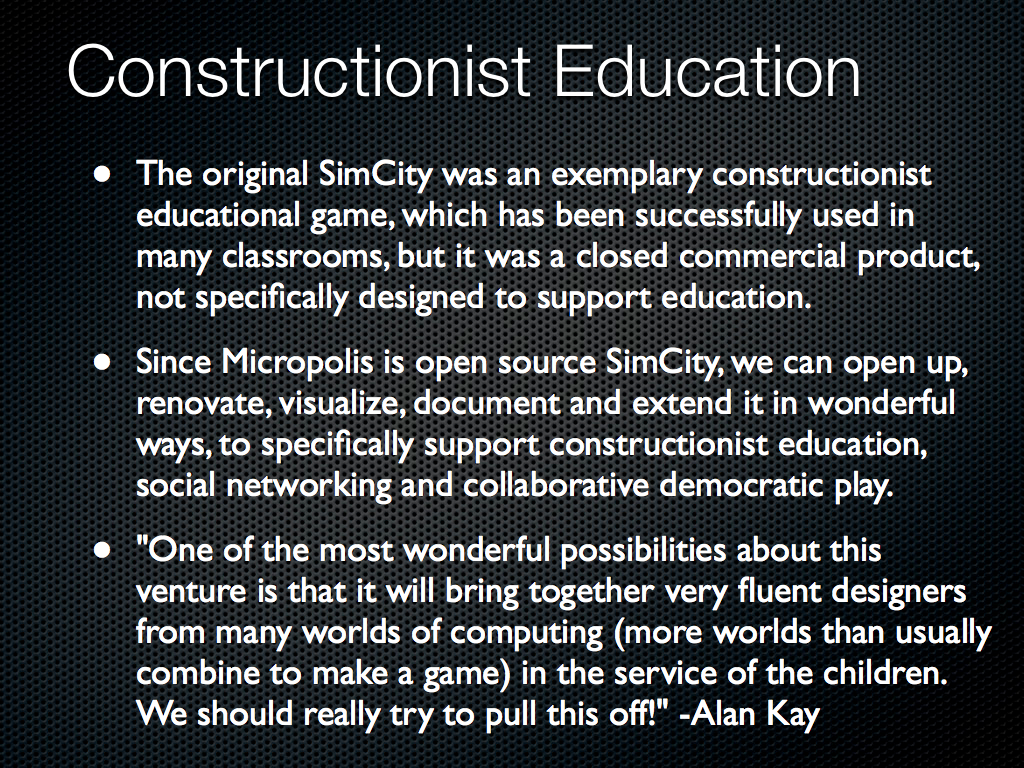 Constructionist Education
• The original SimCity was an exemplary constructionist
educational game, which has been successfully used in
many classrooms, but it was a closed commercial product,
not specifically designed to support education.
• Since Micropolis is open source SimCity, we can open up,
renovate, visualize, document and extend it in wonderful
ways, to specifically support constructionist education,
social networking and collaborative democratic play.
• "One of the most wonderful possibilities about this
venture is that it will bring together very fluent designers
from many worlds of computing (more worlds than usually
combine to make a game) in the service of the children.
We should really try to pull this off!" -Alan Kay